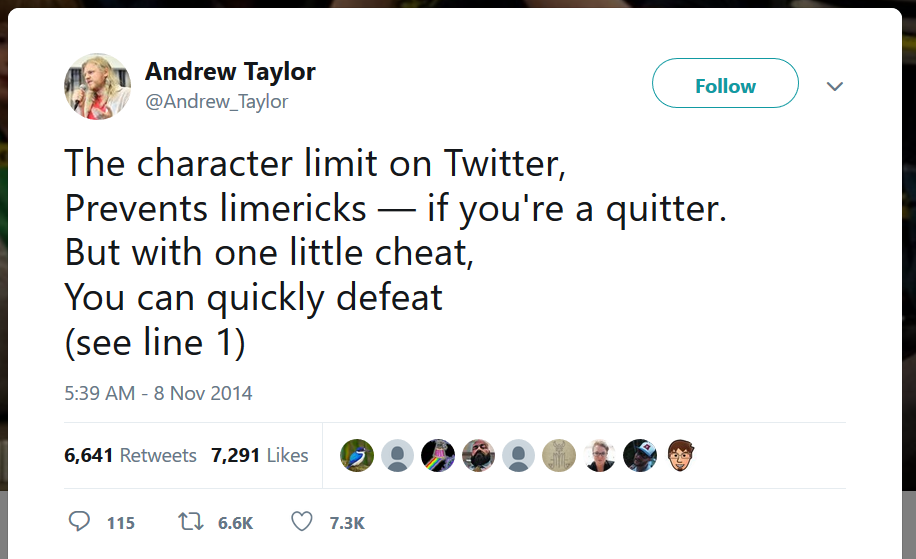 Andrew Taylor
@Andrew_Taylor
Follow
The character limit on Twitter,
Prevents limericks — if you're a quitter.
But with one little cheat,
You can quickly defeat
(see line 1)
5:39 AM - 8 Nov 2014
6,641 Retweets 7,291 Likes
115 6.6K 7.3K